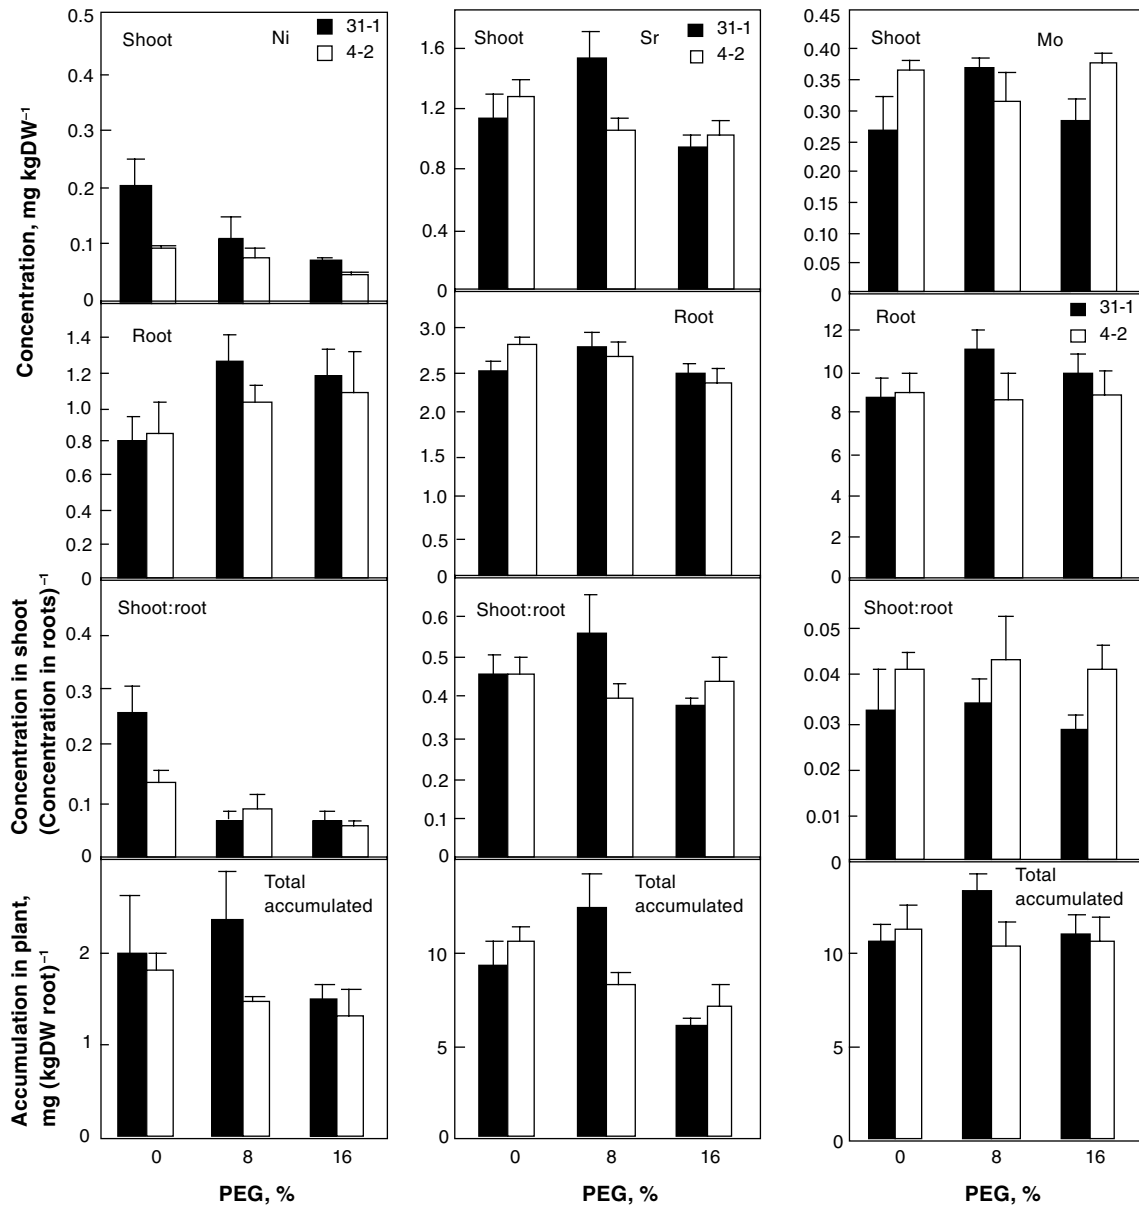 Concentration, mg kgDW⁻¹
Concentration in shoot
(Concentration in roots)⁻¹
Accumulation in plant,
mg (kgDW root)⁻¹
Shoot
Ni
31-1
4-2
0.5
0.4
0.3
0.2
0.1
0
Shoot
Sr
31-1
4-2
1.6
1.2
0.8
0.4
0
Shoot
Mo
0.45
0.40
0.35
0.30
0.25
0.20
0.15
0.10
0.05
0
Root
1.4
1.2
1.0
0.8
0.6
0.4
0.2
0
Root
3.0
2.5
2.0
1.5
1.0
0.5
0
Root
31-1
4-2
12
10
8
6
4
2
0
Shoot:root
0.4
0.3
0.2
0.1
0
Shoot:root
0.6
0.5
0.4
0.3
0.2
0.1
0
Shoot:root
0.05
0.04
0.03
0.02
0.01
0
Total
accumulated
2
1
0
Total
accumulated
10
5
0
Total
accumulated
10
5
0
0 8 16
PEG, %
0 8 16
PEG, %
0 8 16
PEG, %